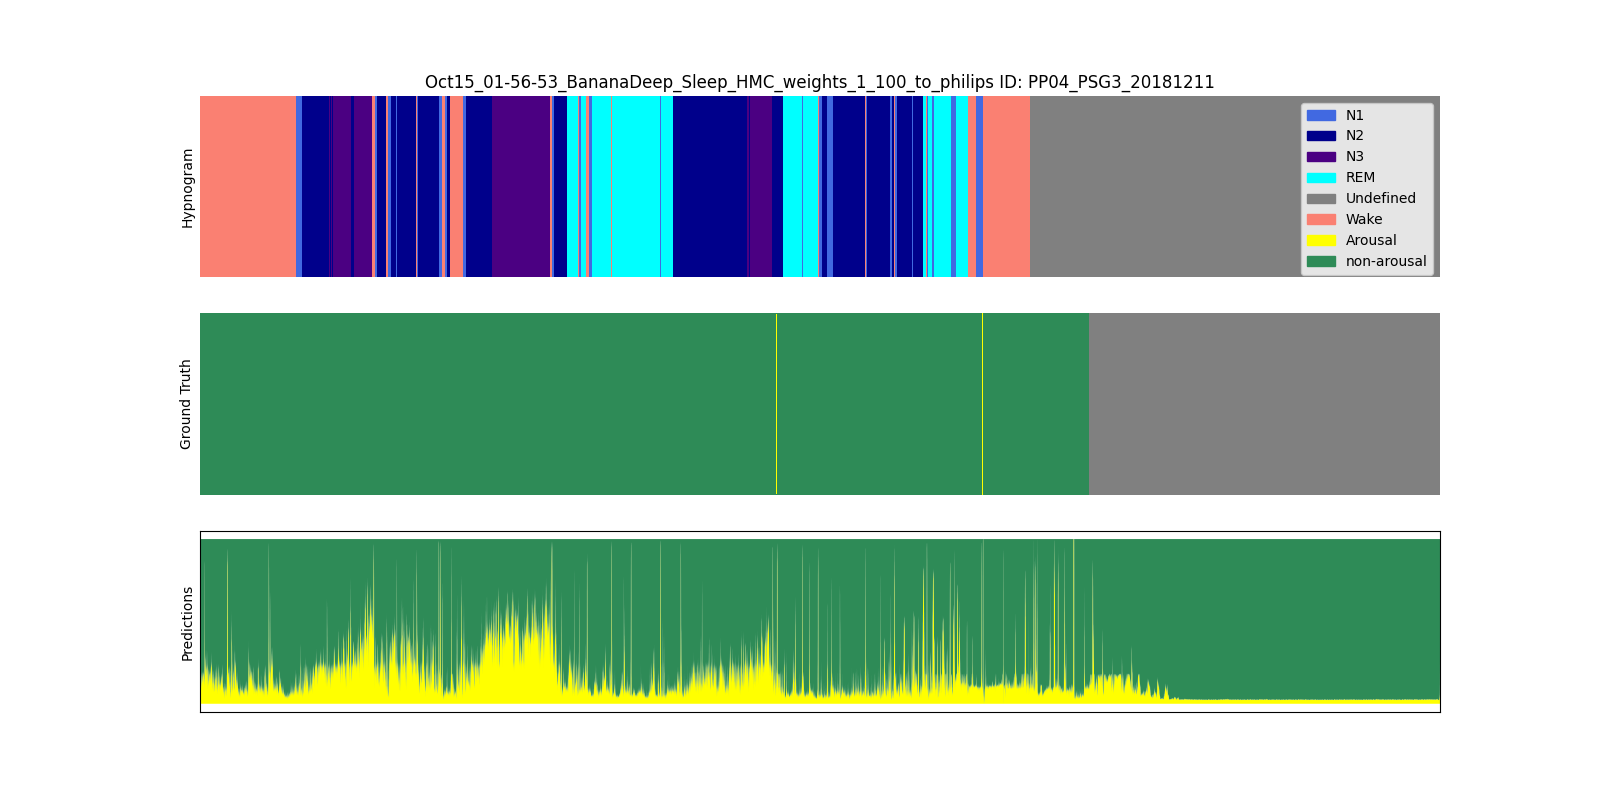 Oct15_01-56-53_BananaDeep_Sleep_HMC_weights_1_100_to_philips ID: PP04_PSG3_20181211
Hypnogram
N1
N2
N3
REM
Undefined
Wake
Arousal
non-arousal
Ground Truth
Predictions